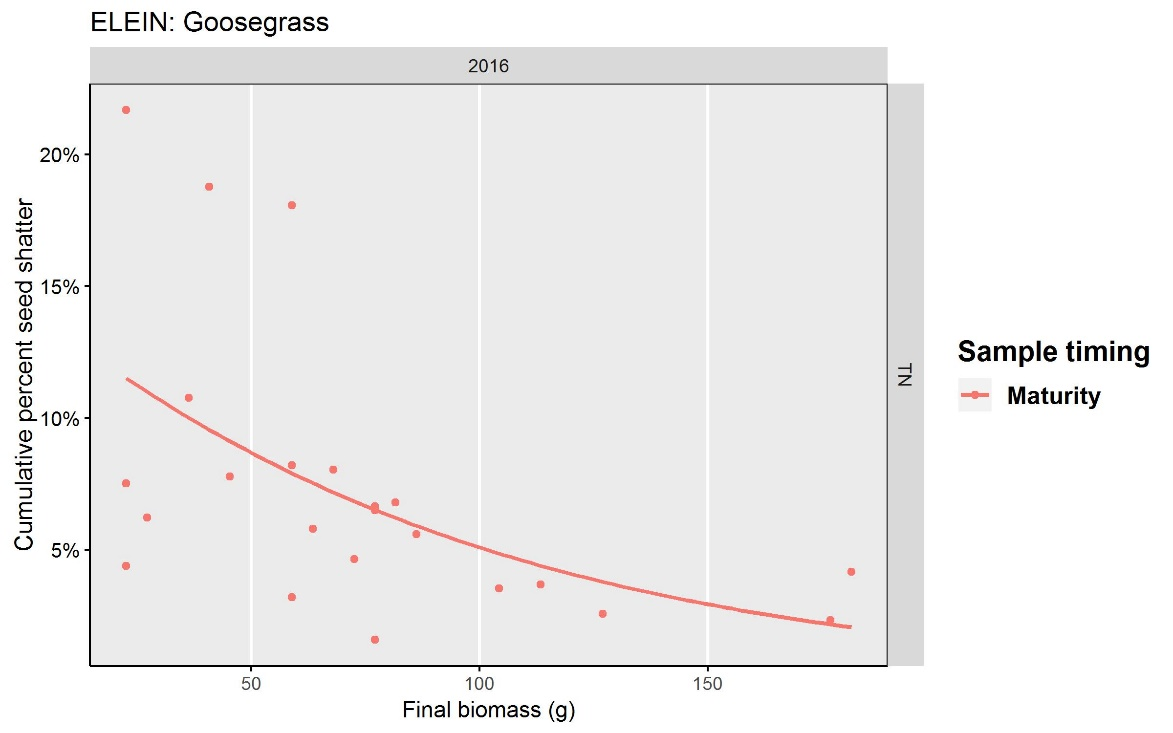 ELEIN: Goosegrass
2016
20%
15%
10%
5%
Cumulative percent seed shatter
TN
Sample timing
Maturity
50
100
150
Final biomass (g)